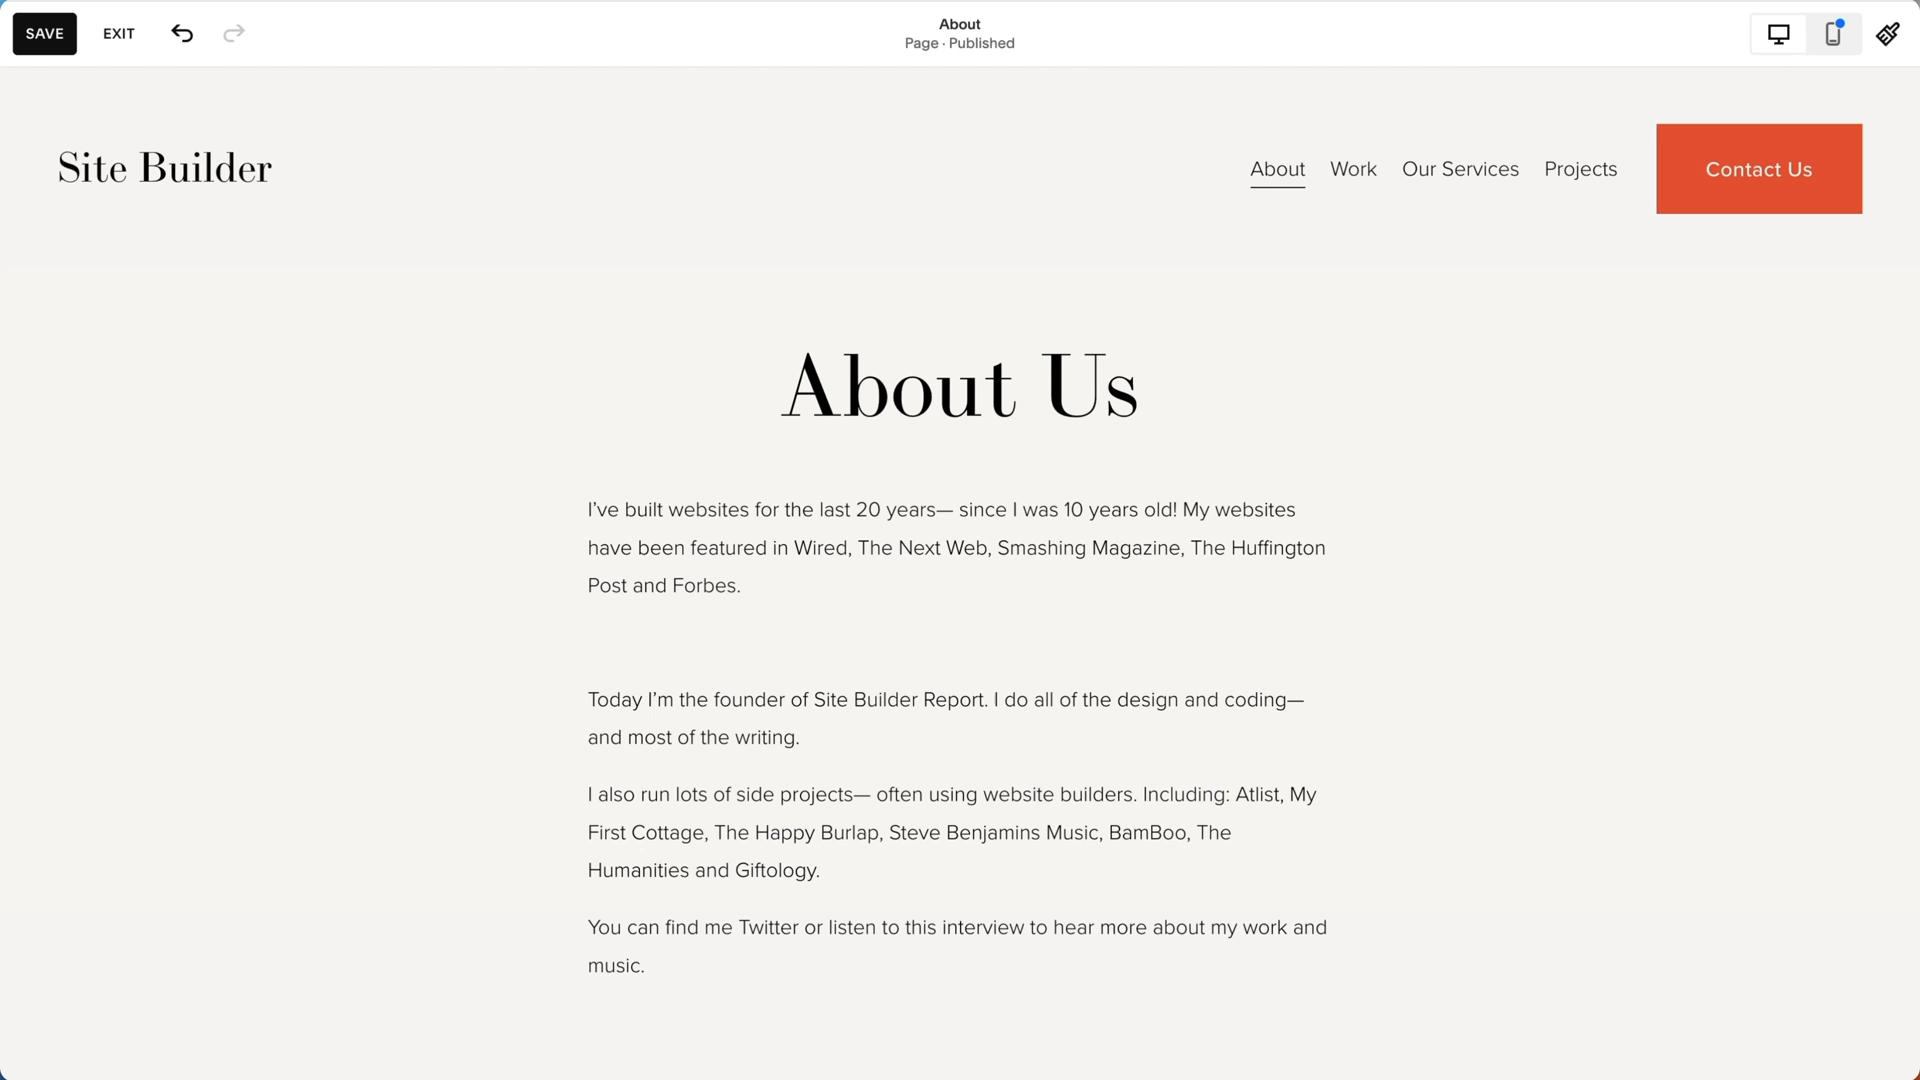 SAVE EXIT About
Page · Published
Site Builder About Work Our Services Projects Contact Us
About Us
I’ve built websites for the last 20 years— since I was 10 years old! My websites
have been featured in Wired, The Next Web, Smashing Magazine, The Huffington
Post and Forbes.
Today I’m the founder of Site Builder Report. I do all of the design and coding—
and most of the writing.
I also run lots of side projects— often using website builders. Including: Atlist, My
First Cottage, The Happy Burlap, Steve Benjamins Music, BamBoo, The
Humanities and Giftology.
You can find me Twitter or listen to this interview to hear more about my work and
music.